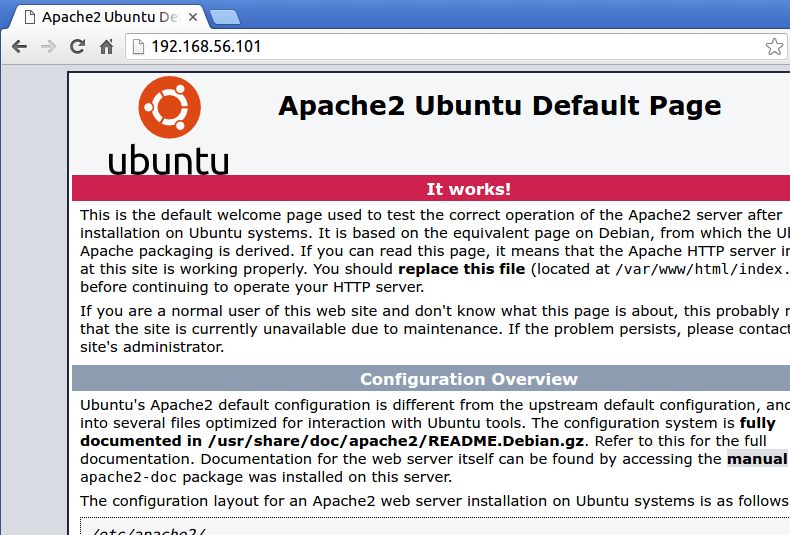 Apache2 Ubuntu De
192.168.56.101
ubuntu
Apache2 Ubuntu Default Page
It works!
This is the default welcome page used to test the correct operation of the Apache2 server after
installation on Ubuntu systems. It is based on the equivalent page on Debian, from which the U
Apache packaging is derived. If you can read this page, it means that the Apache HTTP server in
at this site is working properly. You should replace this file (located at /var/www/html/index.
before continuing to operate your HTTP server.
If you are a normal user of this web site and don't know what this page is about, this probably
that the site is currently unavailable due to maintenance. If the problem persists, please contact
site's administrator.
Configuration Overview
Ubuntu's Apache2 default configuration is different from the upstream default configuration, and
into several files optimized for interaction with Ubuntu tools. The configuration system is fully
documented in /usr/share/doc/apache2/README.Debian.gz. Refer to this for the full
documentation. Documentation for the web server itself can be found by accessing the manual
apache2-doc package was installed on this server.
The configuration layout for an Apache2 web server installation on Ubuntu systems is as follows
/etc/apache2/